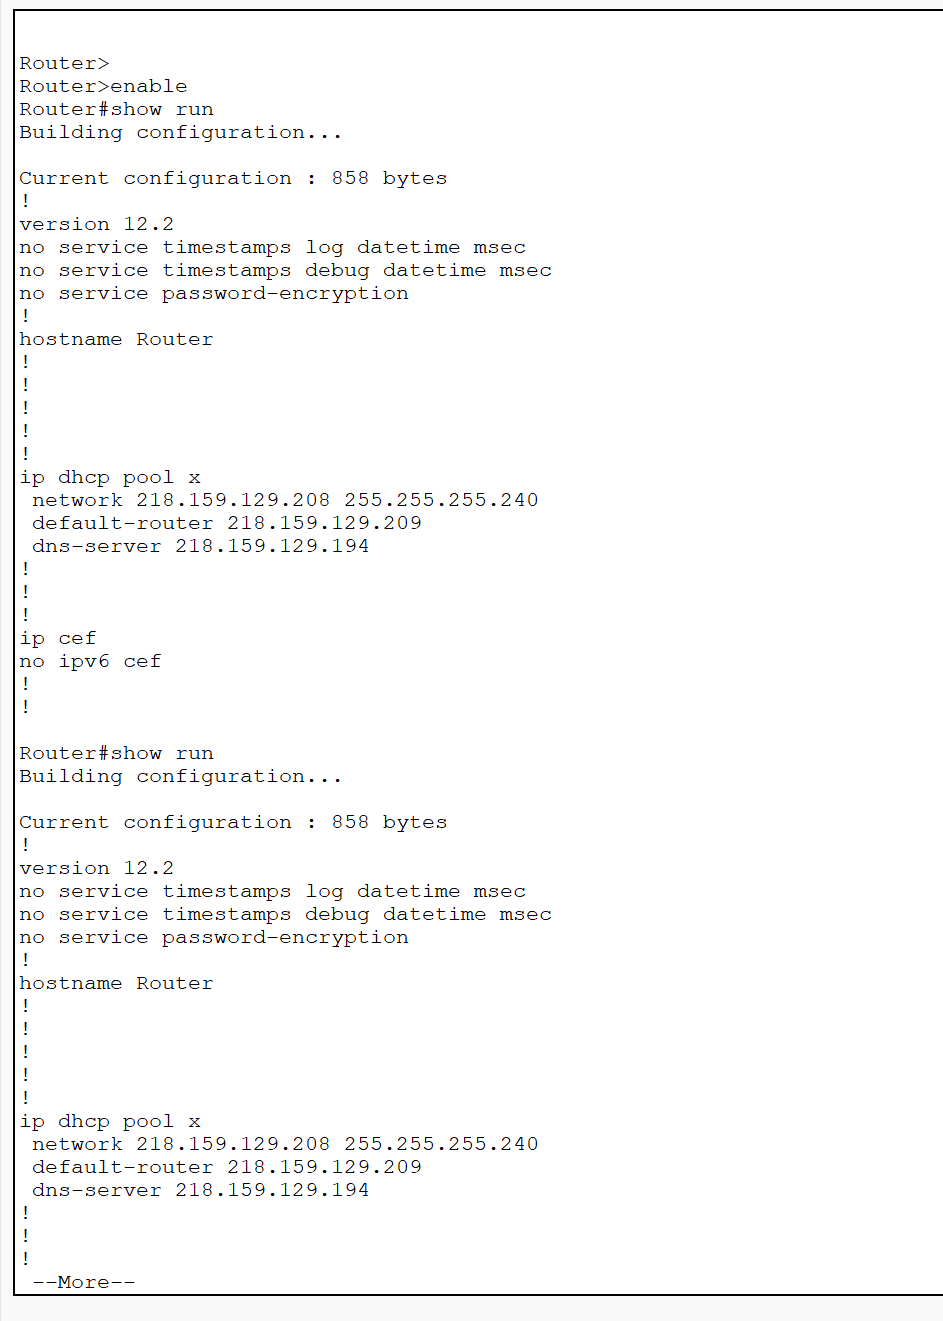 Router>
Router>enable
Router#show run
Building configuration...
Current configuration : 858 bytes
!
version 12.2
no service timestamps log datetime msec
no service timestamps debug datetime msec
no service password-encryption
!
hostname Router
!
!
!
!
!
ip dhcp pool x
 network 218.159.129.208 255.255.255.240
 default-router 218.159.129.209
 dns-server 218.159.129.194
!
!
!
ip cef
no ipv6 cef
!
!
Router#show run
Building configuration...
Current configuration : 858 bytes
!
version 12.2
no service timestamps log datetime msec
no service timestamps debug datetime msec
no service password-encryption
!
hostname Router
!
!
!
!
!
ip dhcp pool x
 network 218.159.129.208 255.255.255.240
 default-router 218.159.129.209
 dns-server 218.159.129.194
!
!
!
 --More--